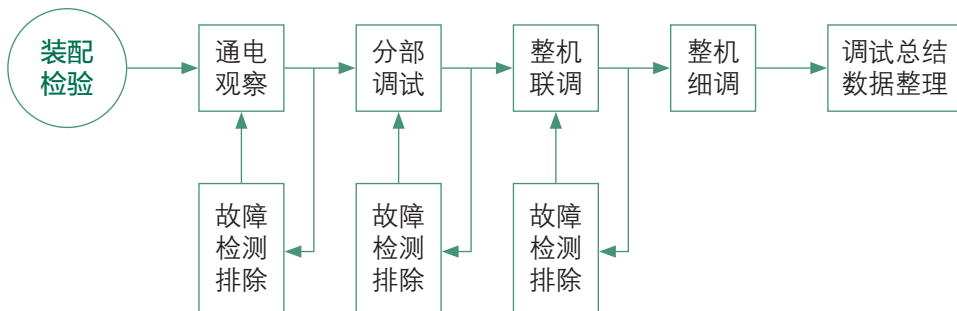 装配
检验
通电
观察
分部
调试
整机
联调
整机
细调
调试总结
数据整理
故障
检测
排除
故障
检测
排除
故障
检测
排除